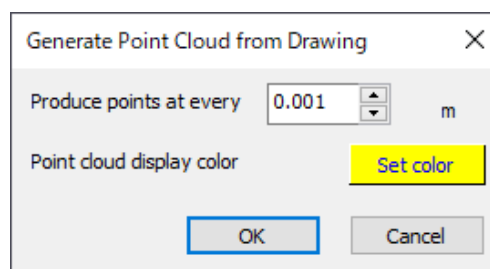 Generate Point Cloud from Drawing
Produce points at every 0.001 m
Point cloud display color Set color
OK Cancel